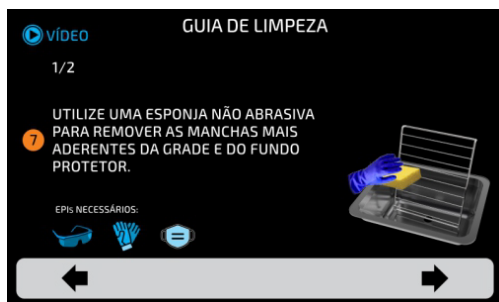 VÍDEO
GUIA DE LIMPEZA
1/2
7
UTILIZE UMA ESPONJA NÃO ABRASIVA
PARA REMOVER AS MANCHAS MAIS
ADERENTES DA GRADE E DO FUNDO
PROTETOR.
EPIs NECESSÁRIOS: